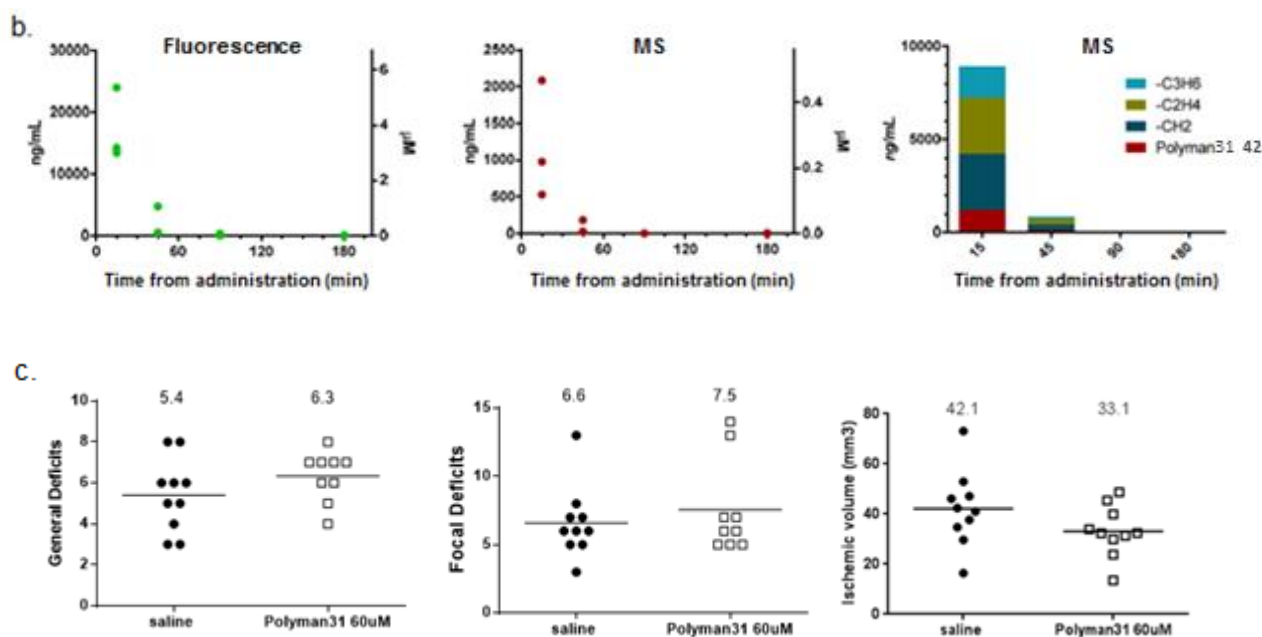 b.
Fluorescence
30000
20000
10000
0
ng/mL
6
4
2
0
µM
0 60 120 180
Time from administration (min)
MS
2500
2000
1500
1000
500
0
ng/mL
0.4
0.2
0.0
µM
0 60 120 180
Time from administration (min)
MS
10000
5000
0
ng/mL
-C3H6
-C2H4
-CH2
Polyman31 42
15 45 90 180
Time from administration (min)
c.
5.4 6.3
10
8
6
4
2
0
General Deficits
saline Polyman31 60uM
6.6 7.5
15
10
5
0
Focal Deficits
saline Polyman31 60uM
42.1 33.1
80
60
40
20
0
Ischemic volume (mm3)
saline Polyman31 60uM